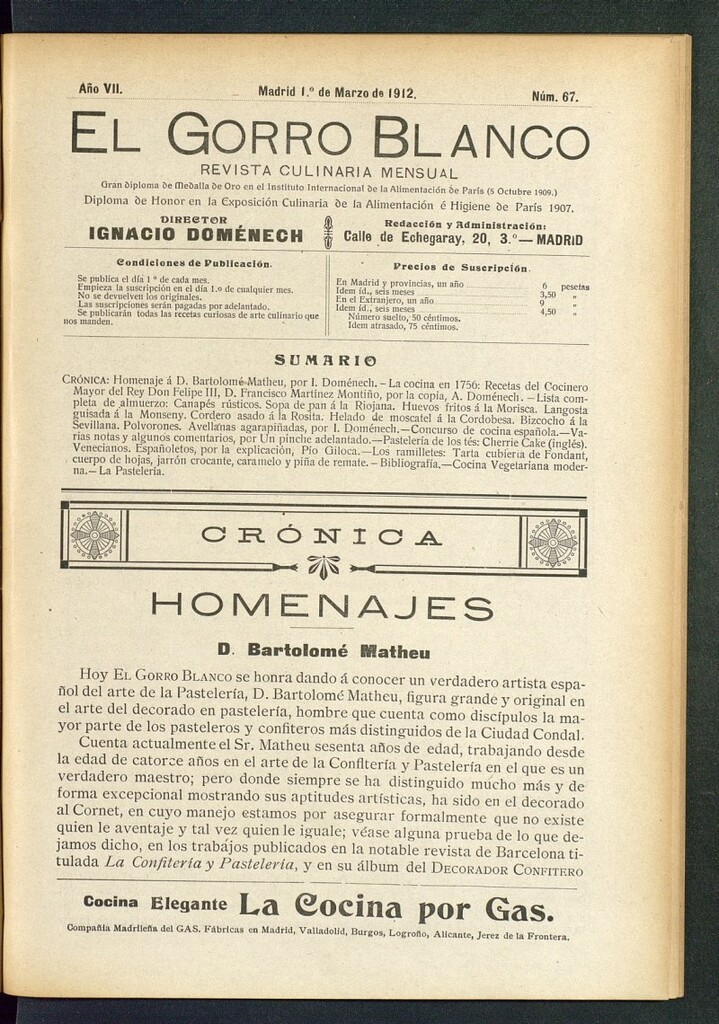 Año VII.
Madrid 1.º de Marzo de 1912.
Núm. 67.
EL GORRO BLANCO
REVISTA CULINARIA MENSUAL
Gran diploma de Medalla de Oro en el Instituto Internacional de la Alimentación de París (5 Octubre 1909.)
Diploma de Honor en la Exposición Culinaria de la Alimentación é Higiene de París 1907.
DIRECTOR
IGNACIO DOMÉNECH
Redacción y Administración:
Calle de Echegaray, 20, 3.º— MADRID
Condiciones de Publicación.
Se publica el día 1.º de cada mes.
Empieza la suscripción en el día 1.º de cualquier mes.
No se devuelven los originales.
Las suscripciones serán pagadas por adelantado.
Se publicarán todas las recetas curiosas de arte culinario que
nos manden.
Precios de Suscripción.
En Madrid y provincias, un año 6 pesetas
Idem íd., seis meses 3,50 „
En el Extranjero, un año 9 „
Idem íd., seis meses 4,50 „
Número suelto, 50 céntimos.
Idem atrasado, 75 céntimos.
SUMARIO
CRÓNICA: Homenaje á D. Bartolomé Matheu, por I. Doménech. – La cocina en 1756: Recetas del Cocinero
Mayor del Rey Don Felipe III, D. Francisco Martínez Montiño, por la copia, A. Doménech. – Lista com-
pleta de almuerzo: Canapés rústicos. Sopa de pan á la Riojana. Huevos fritos á la Morisca. Langosta
guisada á la Monseny. Cordero asado á la Rosita. Helado de moscatel á la Cordobesa. Bizcocho á la
Sevillana. Polvorones. Avellanas agarapiñadas, por I. Doménech.—Concurso de cocina española.—Va-
rias notas y algunos comentarios, por Un pinche adelantado.—Pastelería de los tés: Cherrie Cake (inglés).
Venecianos. Españoletos, por la explicación, Pío Giloca.—Los ramilletes: Tarta cubierta de Fondant,
cuerpo de hojas, jarrón crocante, caramelo y piña de remate. – Bibliografía.—Cocina Vegetariana moder-
na.— La Pastelería.
CRÓNICA
HOMENAJES
D. Bartolomé Matheu
Hoy EL GORRO BLANCO se honra dando á conocer un verdadero artista espa-
ñol del arte de la Pastelería, D. Bartolomé Matheu, figura grande y original en
el arte del decorado en pastelería, hombre que cuenta como discípulos la ma-
yor parte de los pasteleros y confiteros más distinguidos de la Ciudad Condal.
Cuenta actualmente el Sr. Matheu sesenta años de edad, trabajando desde
la edad de catorce años en el arte de la Confitería y Pastelería en el que es un
verdadero maestro; pero donde siempre se ha distinguido mucho más y de
forma excepcional mostrando sus aptitudes artísticas, ha sido en el decorado
al Cornet, en cuyo manejo estamos por asegurar formalmente que no existe
quien le aventaje y tal vez quien le iguale; véase alguna prueba de lo que de-
jamos dicho, en los trabajos publicados en la notable revista de Barcelona ti-
tulada La Confitería y Pastelería, y en su álbum del DECORADOR CONFITERO
Cocina Elegante La Cocina por Gas.
Compañía Madrileña del GAS. Fábricas en Madrid, Valladolid, Burgos, Logroño, Alicante, Jerez de la Frontera.